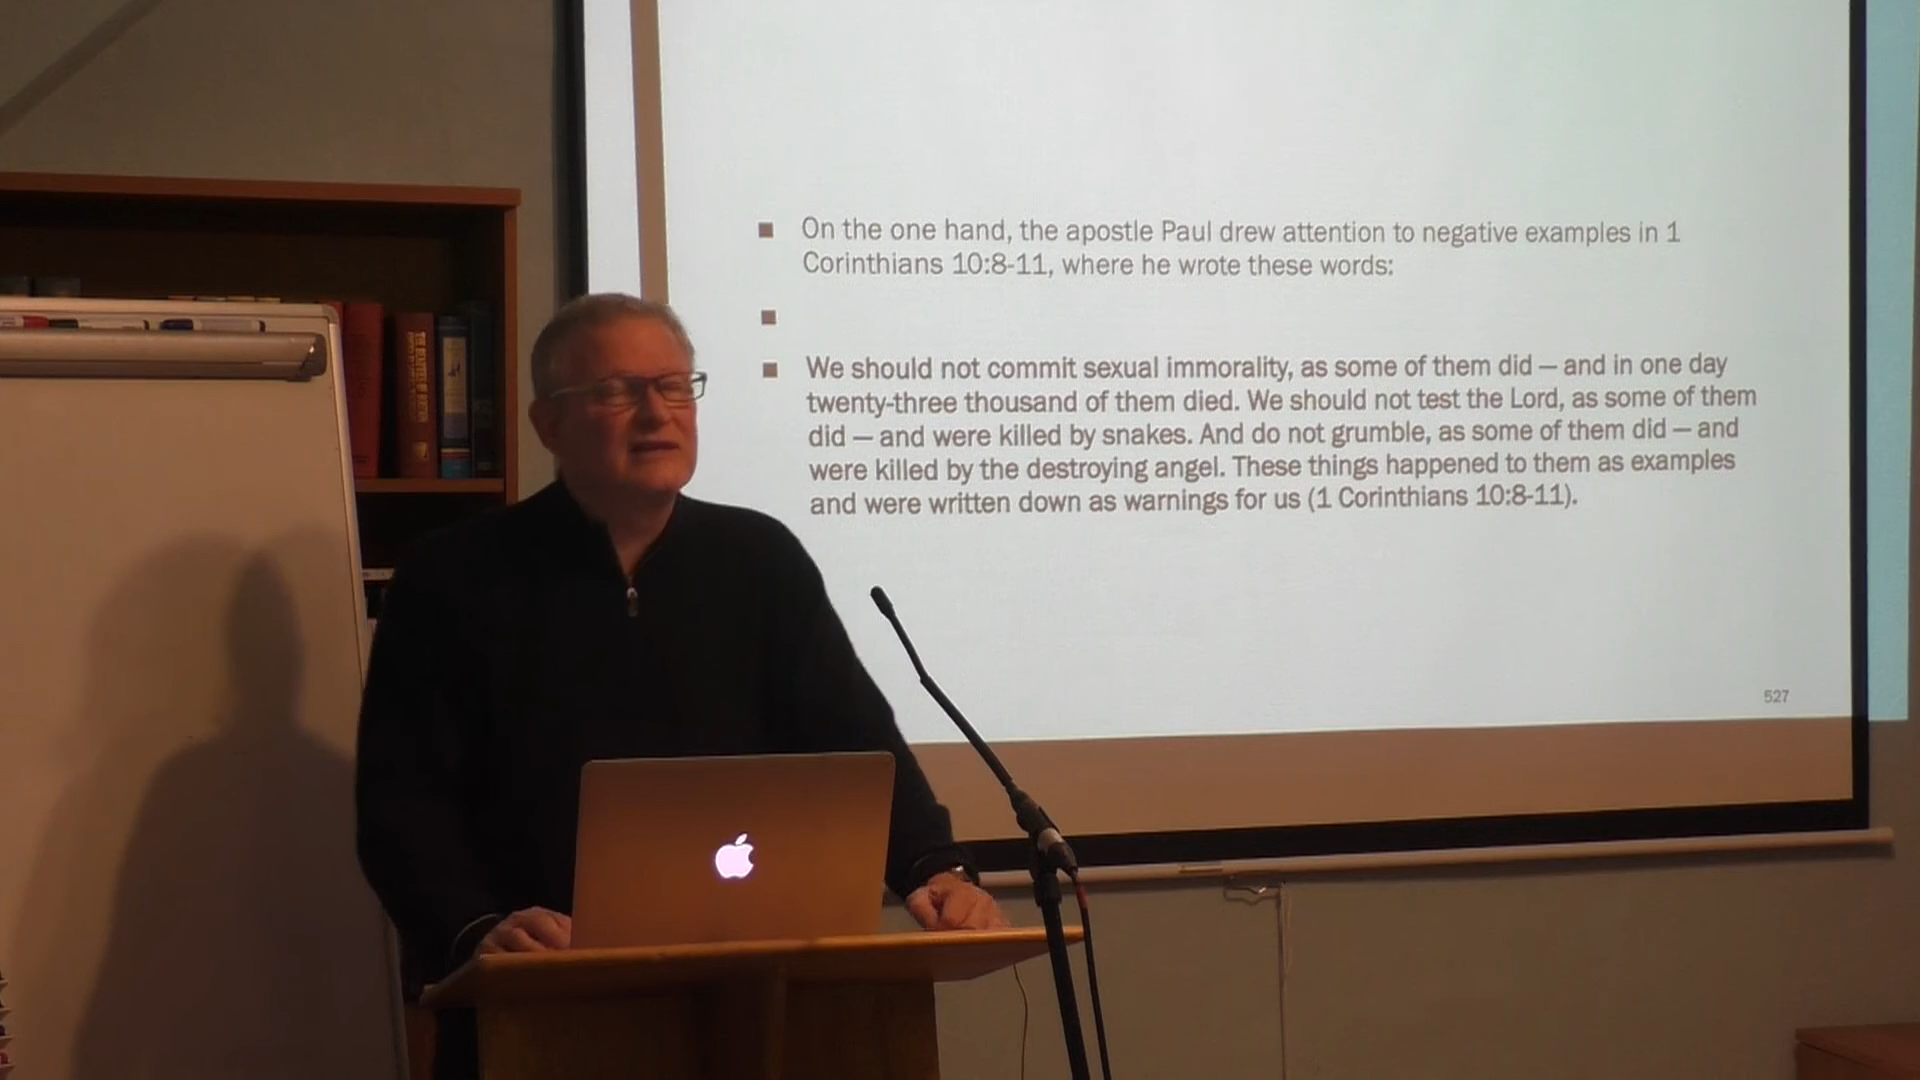 On the one hand, the apostle Paul drew attention to negative examples in 1
Corinthians 10:8-11, where he wrote these words:
We should not commit sexual immorality, as some of them did — and in one day
twenty-three thousand of them died. We should not test the Lord, as some of them
did — and were killed by snakes. And do not grumble, as some of them did — and
were killed by the destroying angel. These things happened to them as examples
and were written down as warnings for us (1 Corinthians 10:8-11).
527